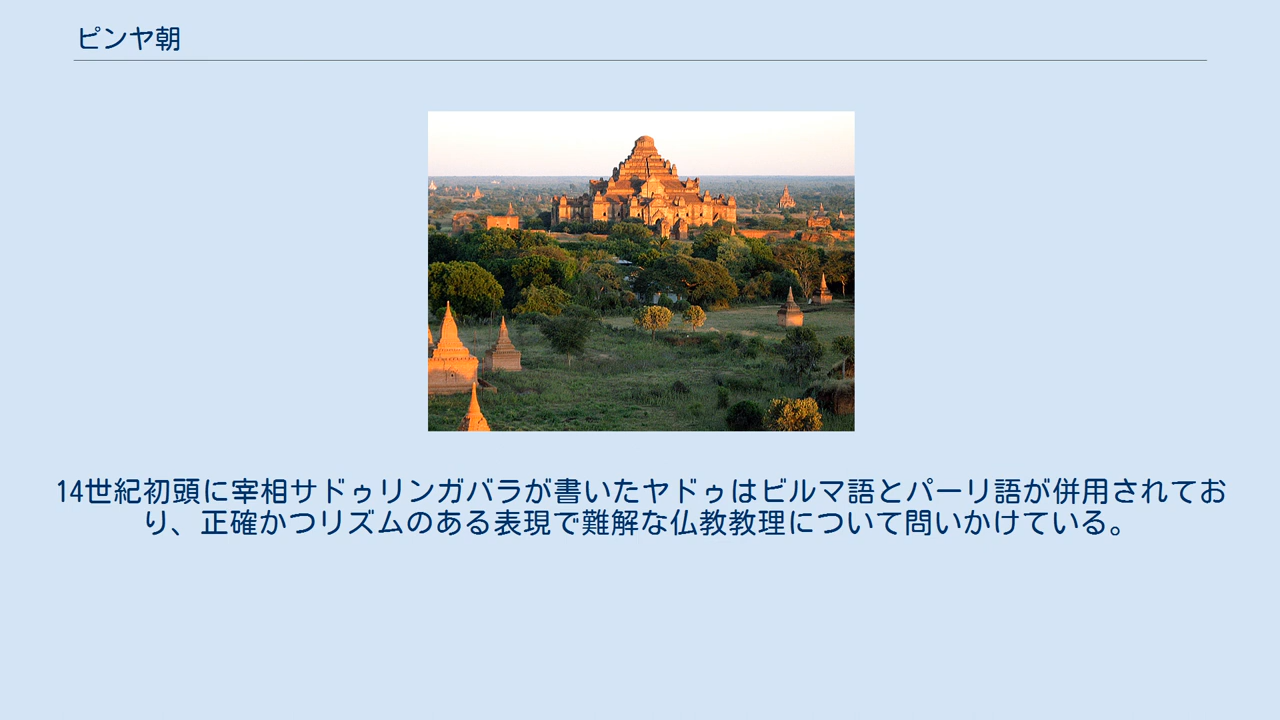 ピンヤ朝
14世紀初頭に宰相サドゥリンガバラが書いたヤドゥはビルマ語とパーリ語が併用されてお
り、正確かつリズムのある表現で難解な仏教教理について問いかけている。